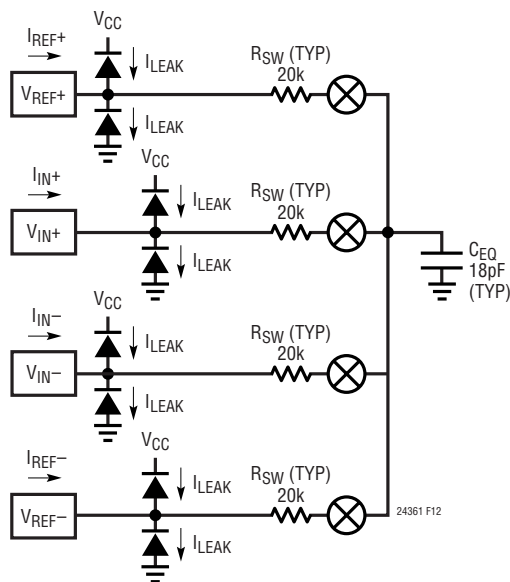 VCC
IREF+
ILEAK
RSW (TYP)
20k
VREF+
ILEAK
VCC
IIN+
ILEAK
RSW (TYP)
20k
VIN+
ILEAK
CEQ
18pF
(TYP)
VCC
IIN–
ILEAK
RSW (TYP)
20k
VIN–
ILEAK
VCC
IREF–
ILEAK
RSW (TYP)
20k
VREF–
24361 F12
ILEAK